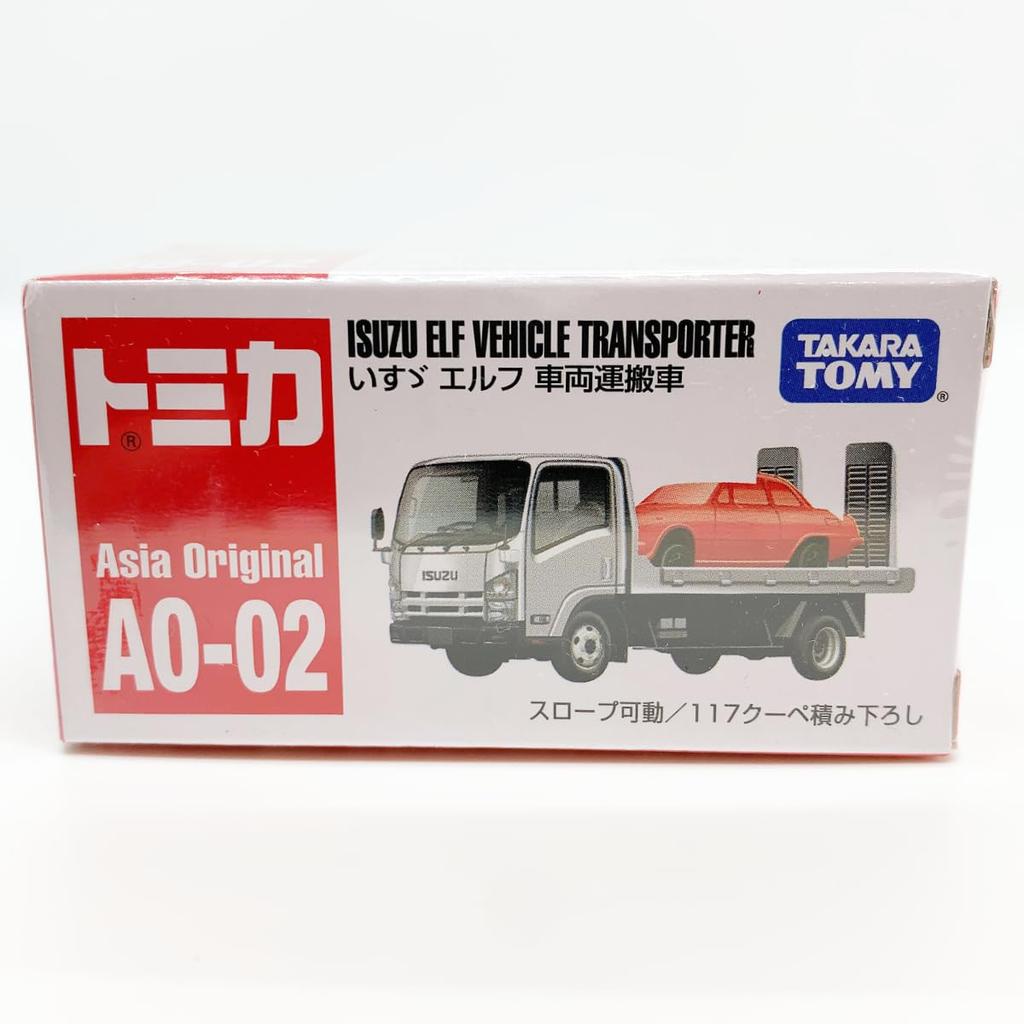 トミカ
®
Asia Original
AO-02
ISUZU ELF VEHICLE TRANSPORTER
いすゞ エルフ 車両運搬車
TAKARA
TOMY
®
ISUZU
スロープ可動／117クーペ積み下ろし